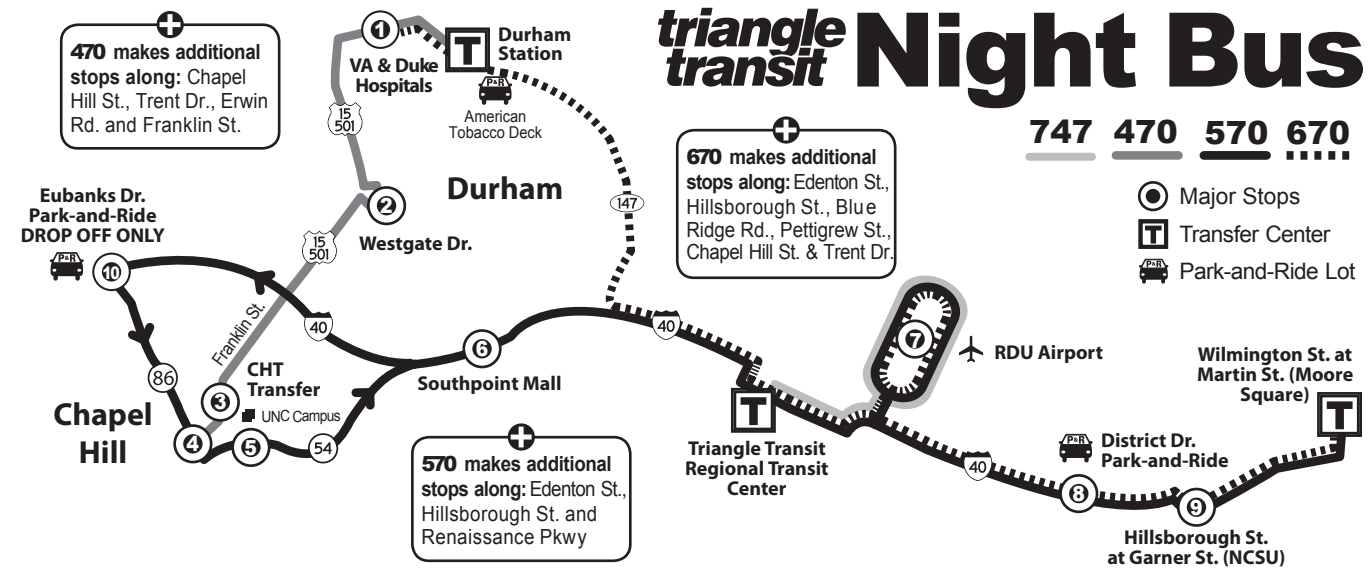 triangle
transit
Night Bus
747 470 570 670
Major Stops
Transfer Center
P&R
Park-and-Ride Lot
470 makes additional
stops along: Chapel
Hill St., Trent Dr., Erwin
Rd. and Franklin St.
1
VA & Duke
Hospitals
T
Durham
Station
P&R
American
Tobacco Deck
15
501
Durham
2
Westgate Dr.
15
501
147
670 makes additional
stops along: Edenton St.,
Hillsborough St., Blue
Ridge Rd., Pettigrew St.,
Chapel Hill St. & Trent Dr.
Eubanks Dr.
Park-and-Ride
DROP OFF ONLY
P&R
10
Franklin St.
40
86
CHT
Transfer
3
UNC Campus
Chapel
Hill
4
5
54
6
Southpoint Mall
40
570 makes additional
stops along: Edenton St.,
Hillsborough St. and
Renaissance Pkwy
T
Triangle Transit
Regional Transit
Center
7
RDU Airport
40
P&R
District Dr.
Park-and-Ride
8
9
Hillsborough St.
at Garner St. (NCSU)
Wilmington St. at
Martin St. (Moore
Square)
T